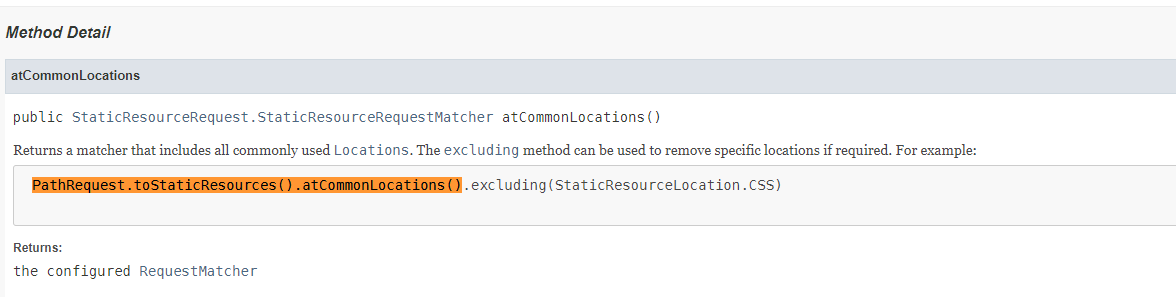 Method Detail
atCommonLocations
public StaticResourceRequest.StaticResourceRequestMatcher atCommonLocations()
Returns a matcher that includes all commonly used Locations. The excluding method can be used to remove specific locations if required. For example:
PathRequest.toStaticResources().atCommonLocations().excluding(StaticResourceLocation.CSS)
Returns:
the configured RequestMatcher